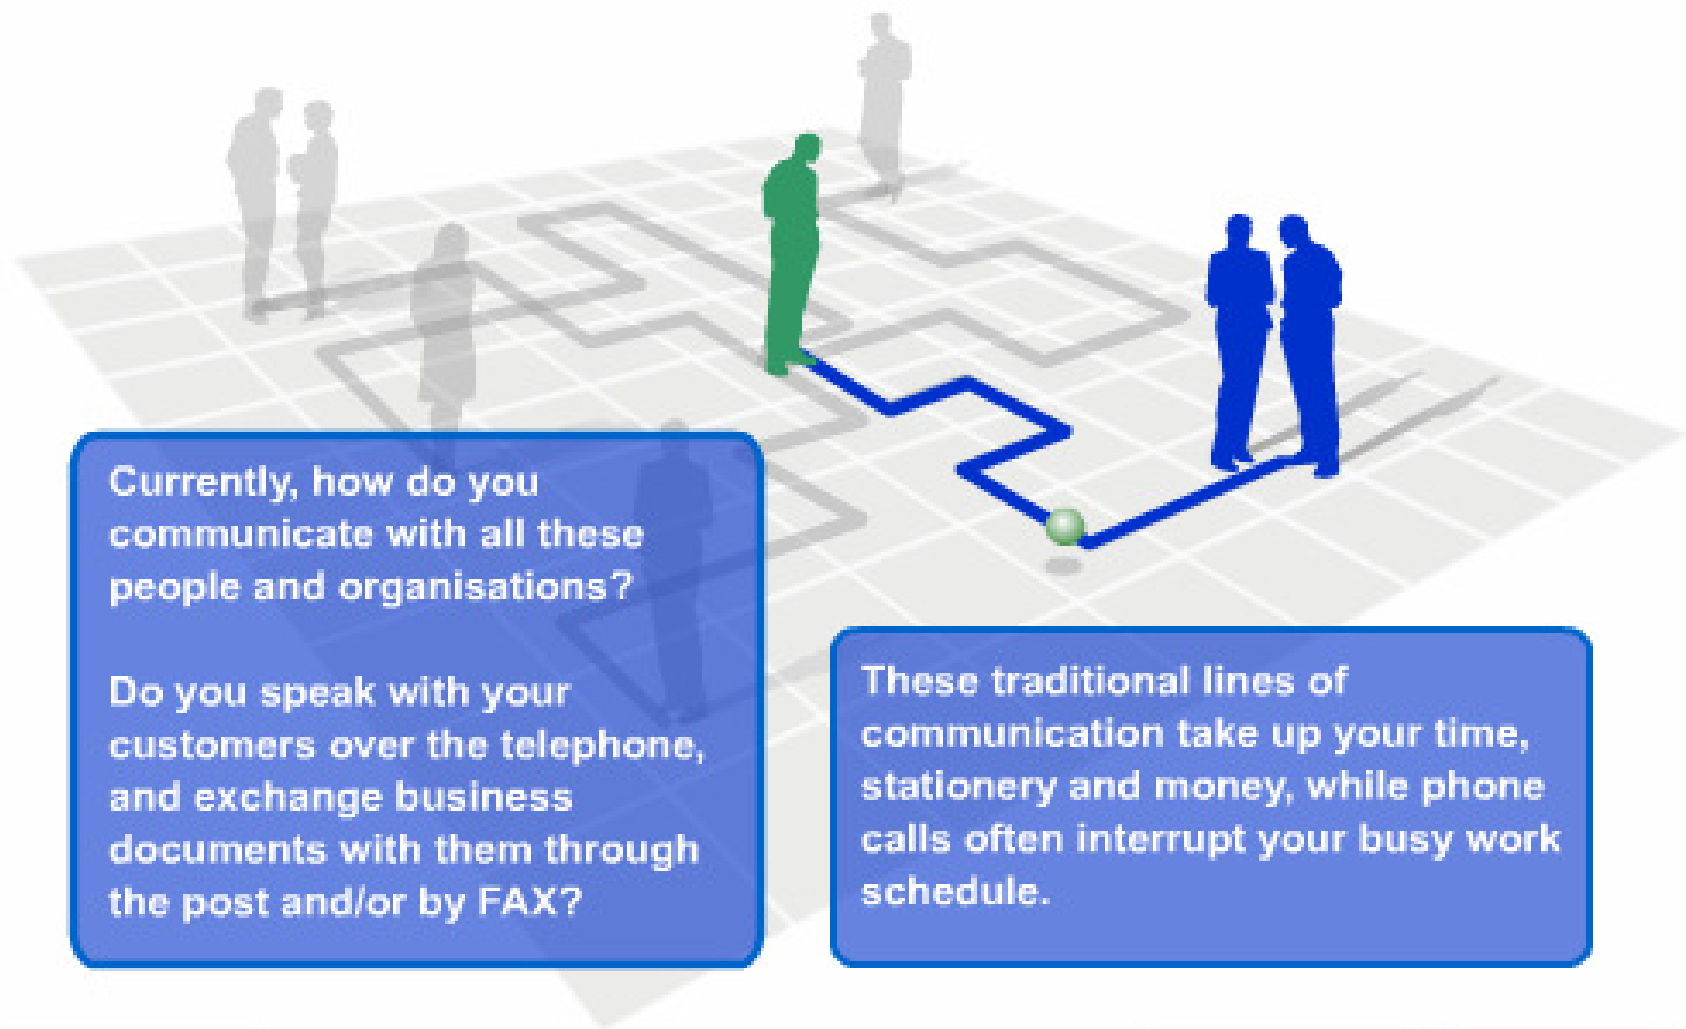 Currently, how do you
communicate with all these
people and organisations?
Do you speak with your
customers over the telephone,
and exchange business
documents with them through
the post and/or by FAX?
These traditional lines of
communication take up your time,
stationery and money, while phone
calls often interrupt your busy work
schedule.